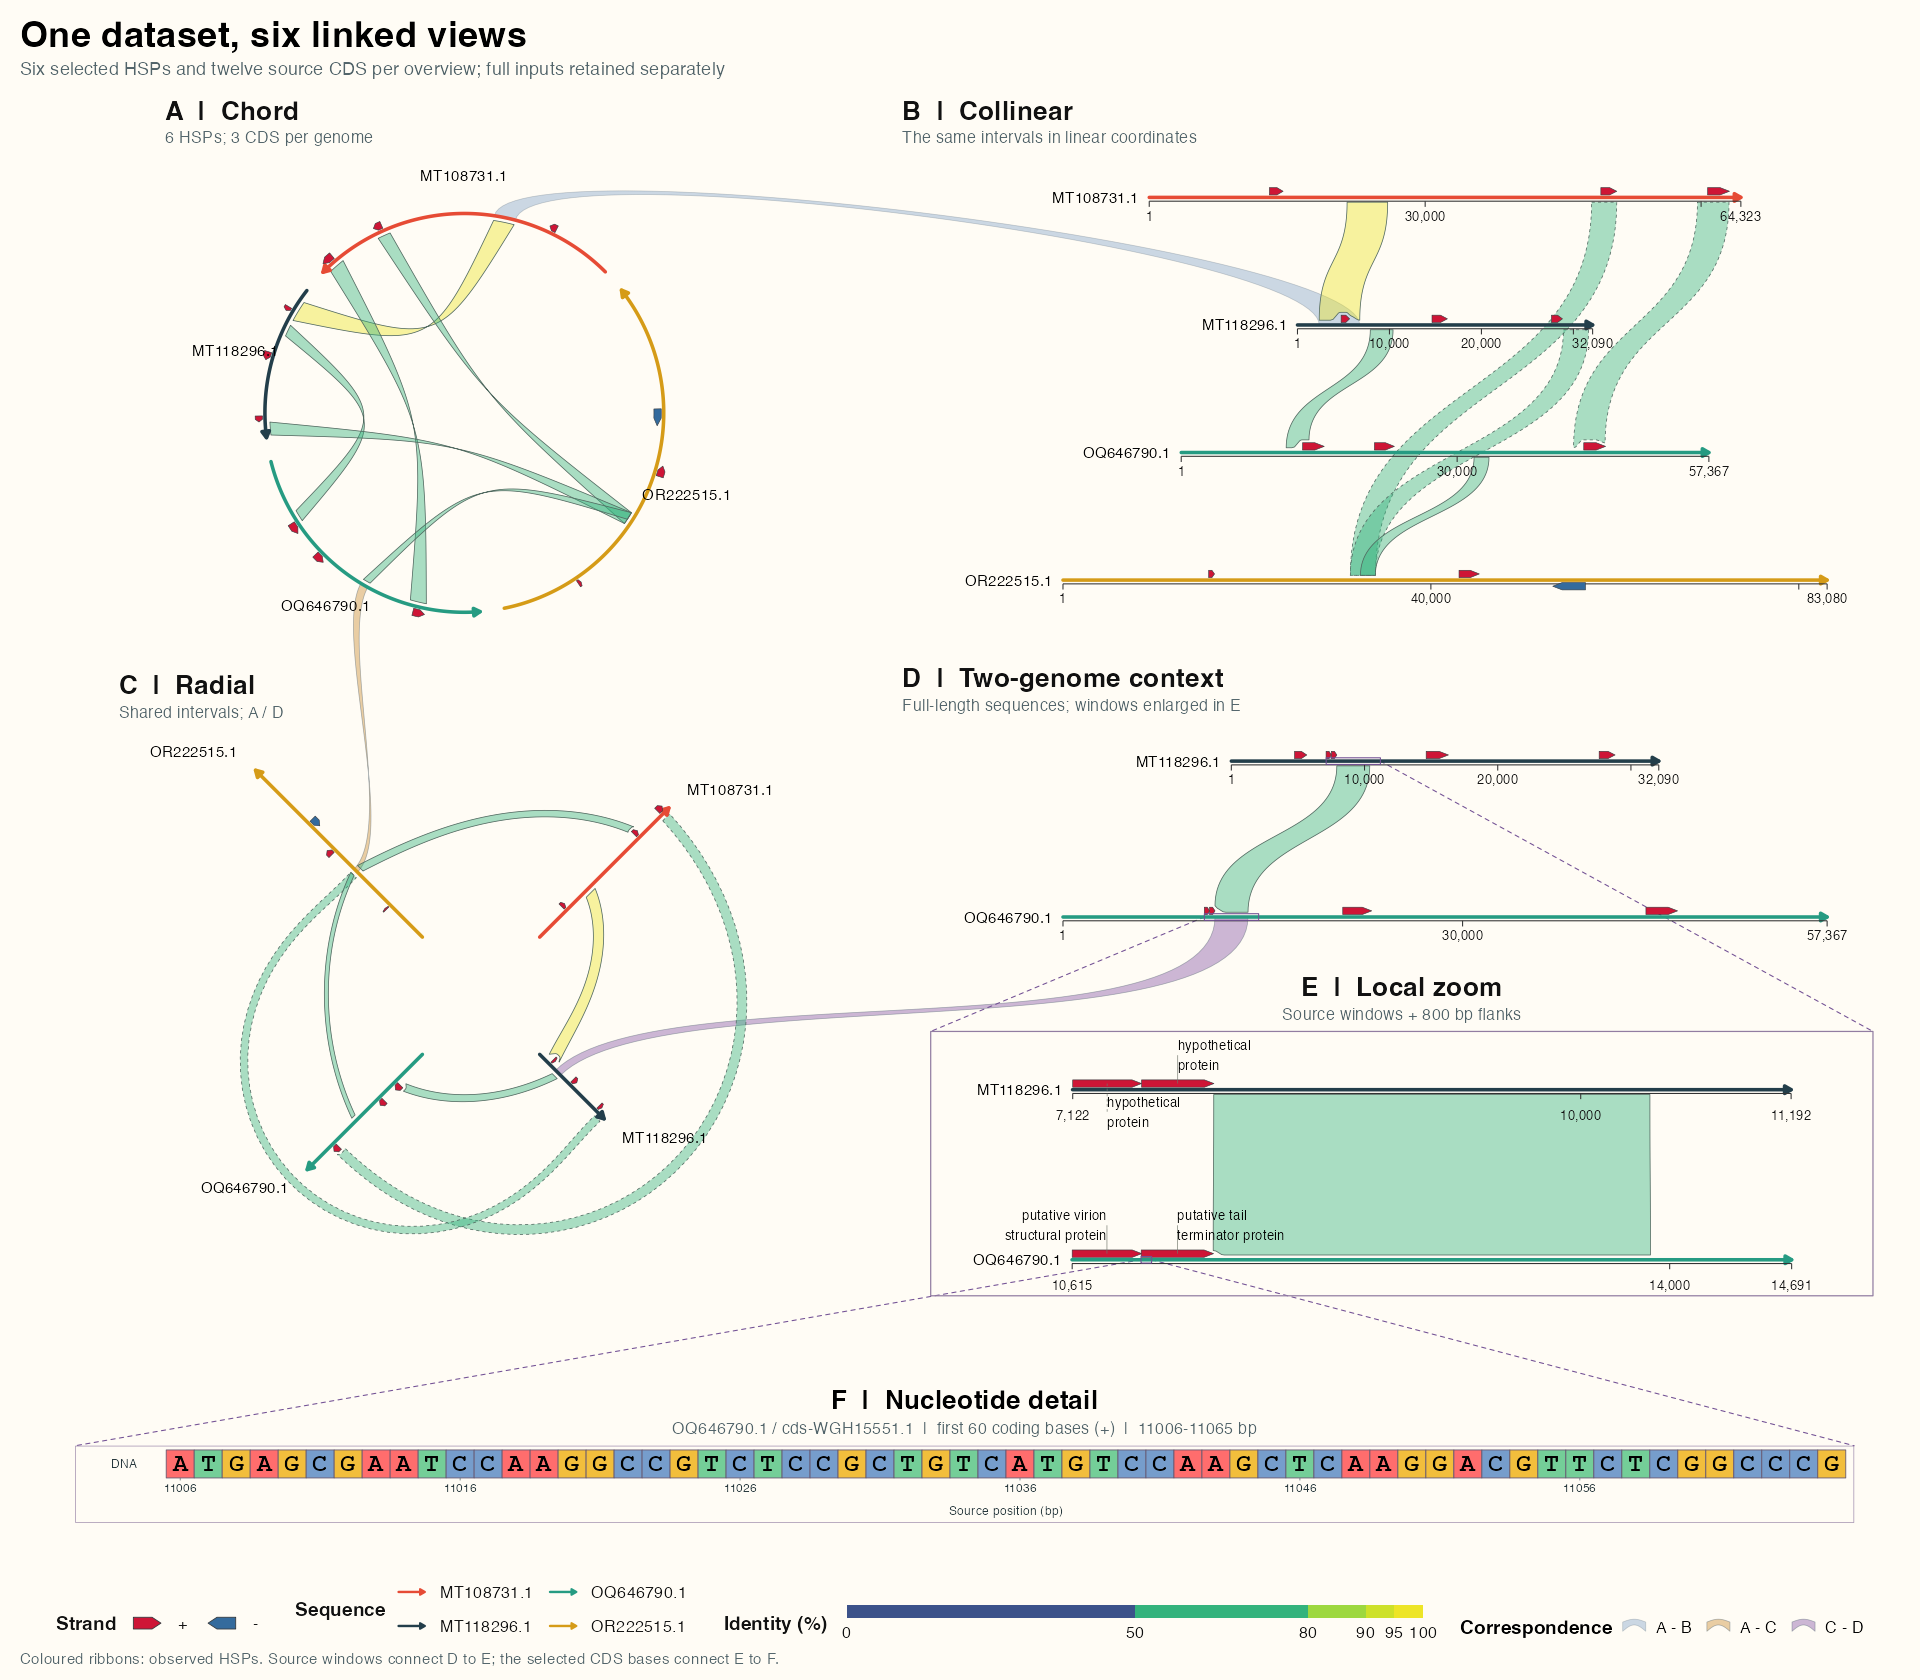 One dataset, six linked views
Six selected HSPs and twelve source CDS per overview; full inputs retained separately
A | Chord
6 HSPs; 3 CDS per genome
MT108731.1
MT118296.1
OR222515.1
OQ646790.1
B | Collinear
The same intervals in linear coordinates
MT108731.1
1 30,000 64,323
MT118296.1
1 10,000 20,000 32,090
OQ646790.1
1 30,000 57,367
OR222515.1
1 40,000 83,080
C | Radial
Shared intervals; A / D
OR222515.1
MT108731.1
MT118296.1
OQ646790.1
D | Two-genome context
Full-length sequences; windows enlarged in E
MT118296.1
1 10,000 20,000 32,090
OQ646790.1
1 30,000 57,367
E | Local zoom
Source windows + 800 bp flanks
hypothetical
protein
MT118296.1
hypothetical
protein
7,122 10,000 11,192
putative virion
structural protein
putative tail
terminator protein
OQ646790.1
10,615 14,000 14,691
F | Nucleotide detail
OQ646790.1 / cds-WGH15551.1 | first 60 coding bases (+) | 11006-11065 bp
DNA A T G A G C G A A T C C A A G G C C G T C T C C G C T G T C A T G T C C A A G C T C A A G G A C G T T C T C G G C C C G
11006 11016 11026 11036 11046 11056
Source position (bp)
Strand + -
Sequence
MT108731.1 OQ646790.1
MT118296.1 OR222515.1
Identity (%)
0 50 80 90 95 100
Correspondence A - B A - C C - D
Coloured ribbons: observed HSPs. Source windows connect D to E; the selected CDS bases connect E to F.